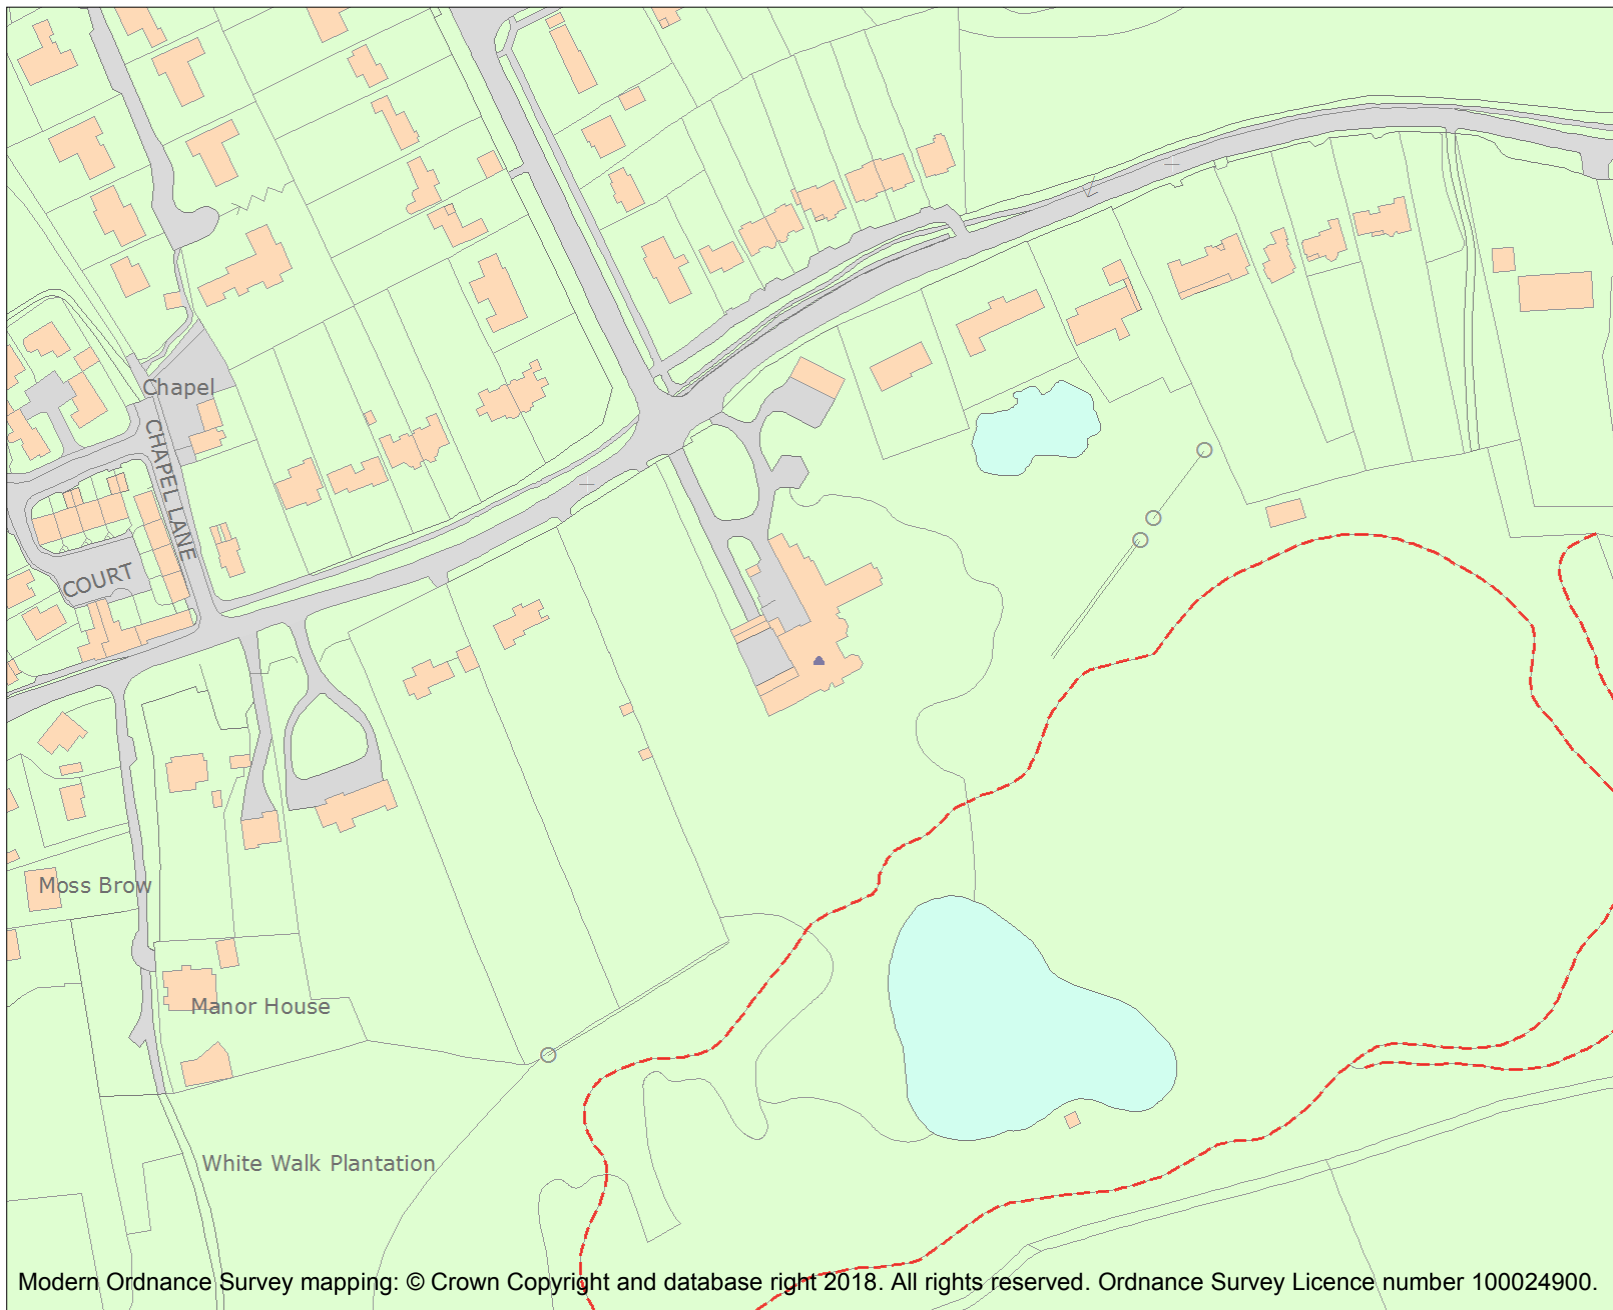 Chapel
CHAPEL LANE
COURT
Moss Brow
Manor House
White Walk Plantation
Modern Ordnance Survey mapping: © Crown Copyright and database right 2018. All rights reserved. Ordnance Survey Licence number 100024900.